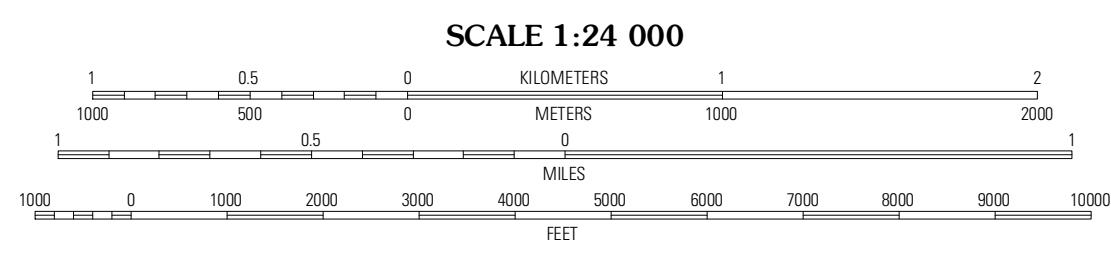 SCALE 1:24 000
1 0.5 0 KILOMETERS 1 2
1000 500 0 METERS 1000 2000
1 0.5 0 1
MILES
1000 0 1000 2000 3000 4000 5000 6000 7000 8000 9000 10000
FEET